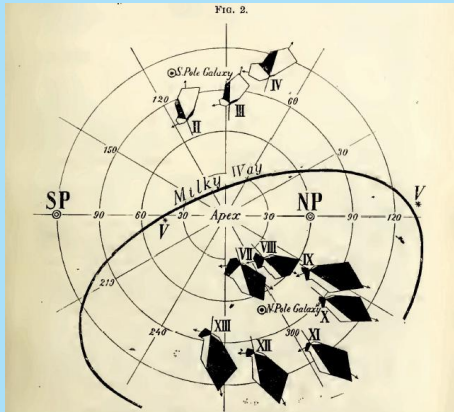 FIG. 2.
S. Pole Galaxy
IV
120
II
III
60
150
30
Milky Way
SP
90
60
30
V
Apex
30
NP
90
120
V
210
VII
VIII
IX
N. Pole Galaxy
X
240
XIII
XII
300
XI